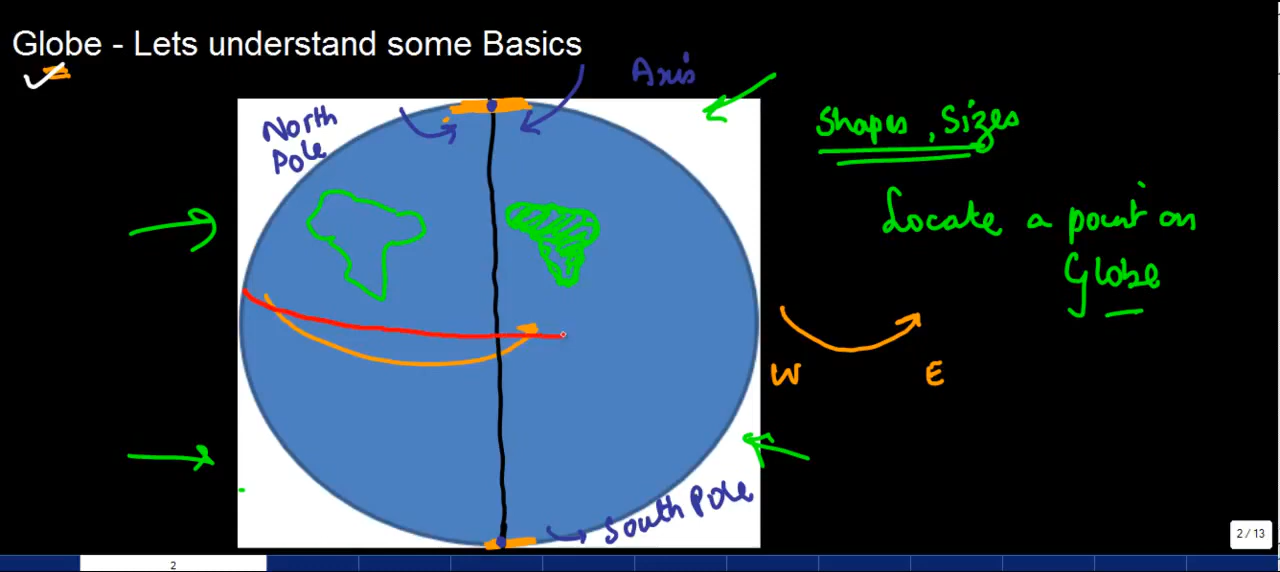 Globe - Lets understand some Basics
Axis
North
Pole
Shapes, Sizes
Locate a point on
Globe
W E
South Pole
2 / 13
2